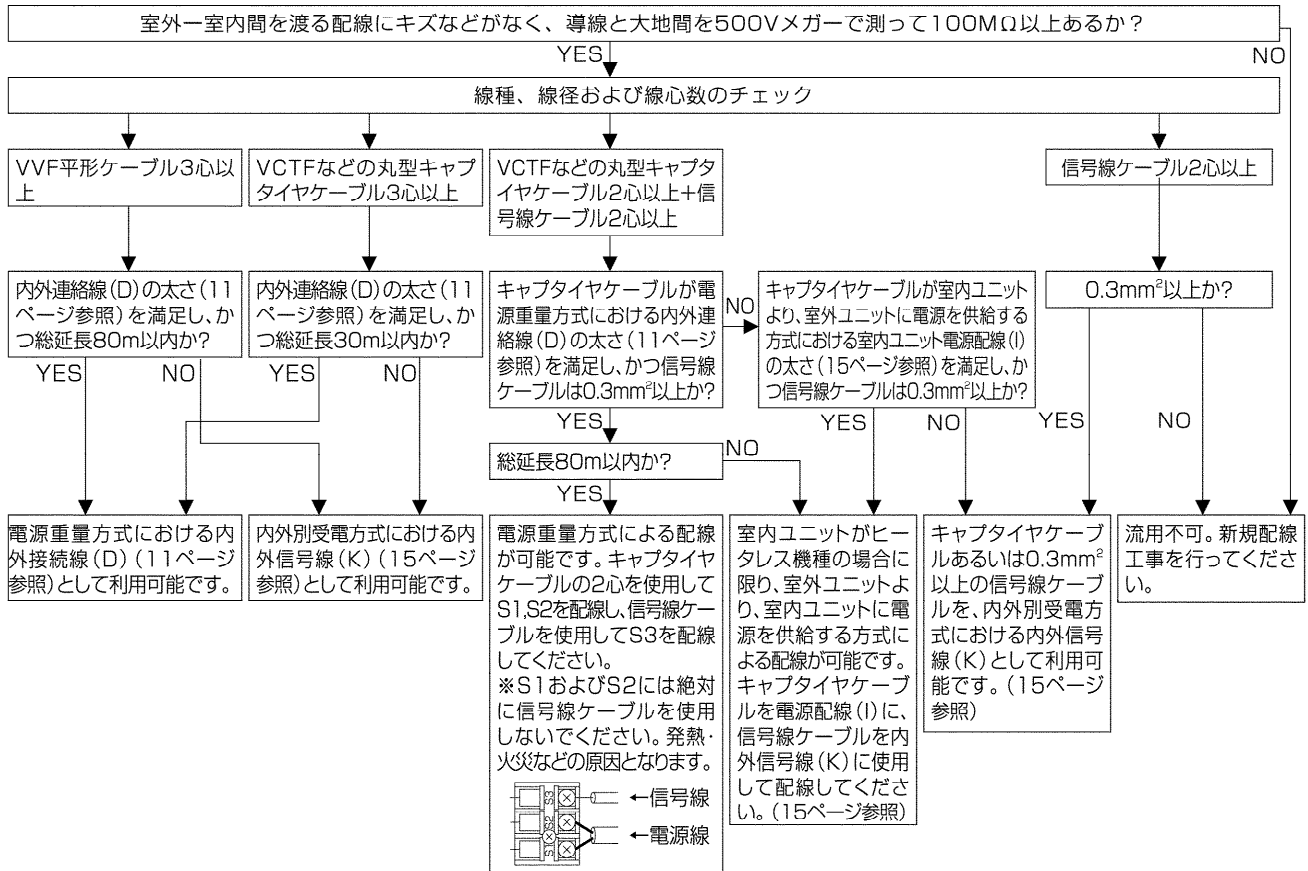 室外ー室内間を渡る配線にキズなどがなく、導線と大地間を500Vメガーで測って100MΩ以上あるか?
YES
NO
線種、線径および線心数のチェック
VVF平形ケーブル3心以
上
VCTFなどの丸型キャプ
タイヤケーブル3心以上
VCTFなどの丸型キャプタ
イヤケーブル2心以上+信
号線ケーブル2心以上
信号線ケーブル2心以上
内外連絡線(D)の太さ(11
ページ参照)を満足し、か
つ総延長80m以内か?
内外連絡線(D)の太さ(11
ページ参照)を満足し、か
つ総延長30m以内か?
キャプタイヤケーブルが電
源重量方式における内外連
絡線(D)の太さ(11ページ
参照)を満足し、かつ信号線
ケーブルは0.3mm²以上か?
NO
キャプタイヤケーブルが室内ユニット
より、室外ユニットに電源を供給する
方式における室内ユニット電源配線(I)
の太さ(15ページ参照)を満足し、か
つ信号線ケーブルは0.3mm²以上か?
0.3mm²以上か?
YES
NO
YES
NO
YES
YES
NO
YES
NO
総延長80m以内か?
NO
YES
電源重量方式における内
外接続線(D)(11ページ
参照)として利用可能です。
内外別受電方式における内
外信号線(K)(15ページ
参照)として利用可能です。
電源重量方式による配線
が可能です。キャプタイヤ
ケーブルの2心を使用して
S1,S2を配線し、信号線ケー
ブルを使用してS3を配線
してください。
※S1およびS2には絶対
に信号線ケーブルを使用
しないでください。発熱・
火災などの原因となります。
S3
S2
S1
←信号線
←電源線
室内ユニットがヒー
タレス機種の場合に
限り、室外ユニットよ
り、室内ユニットに電
源を供給する方式に
よる配線が可能です。
キャプタイヤケーブ
ルを電源配線(I)に、
信号線ケーブルを内
外信号線(K)に使用
して配線してくださ
い。(15ページ参照)
キャプタイヤケーブ
ルあるいは0.3mm²
以上の信号線ケーブ
ルを、内外別受電方
式における内外信号
線(K)として利用可
能です。(15ページ
参照)
流用不可。新規配線
工事を行ってくださ
い。